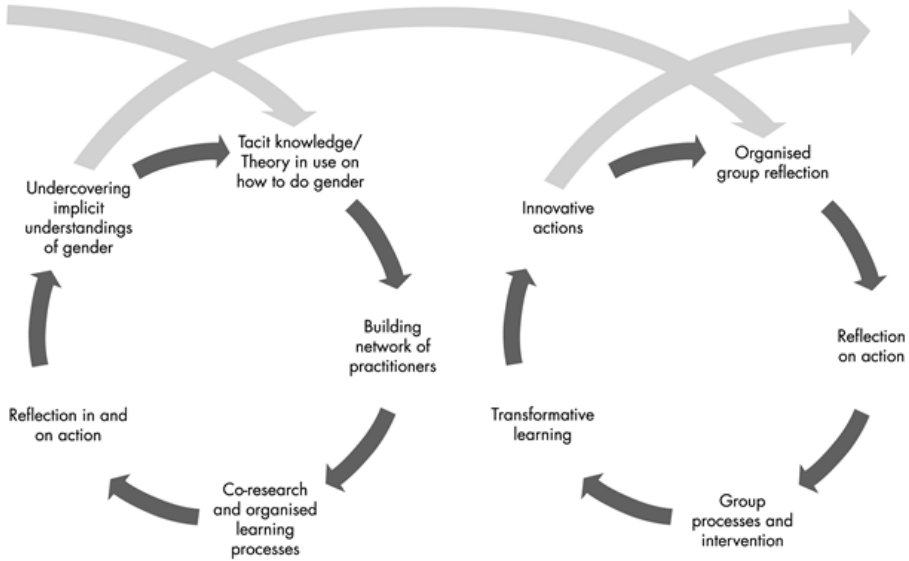 Tacit knowledge/
Theory in use on
how to do gender
Building
network of
practitioners
Co-research
and organised
learning
processes
Reflection in and
on action
Undercovering
implicit
understandings
of gender
Organised
group reflection
Reflection
on action
Group
processes and
intervention
Transformative
learning
Innovative
actions